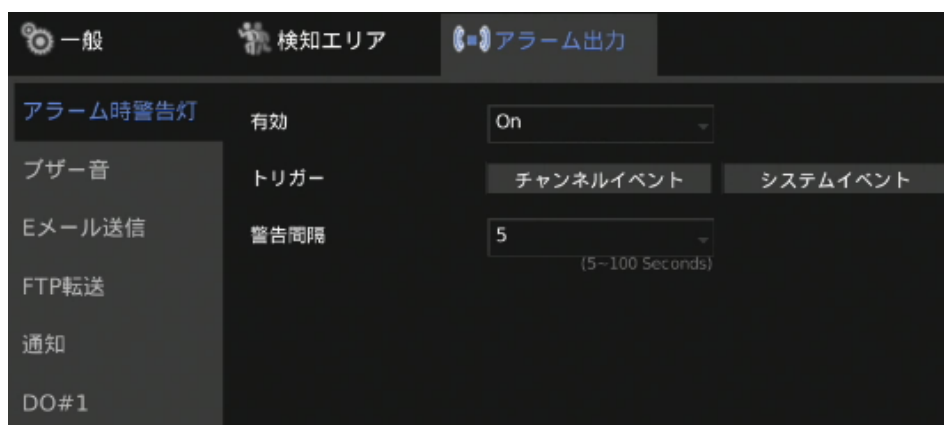 一般 検知エリア アラーム出力
アラーム時警告灯 有効 On
ブザー音 トリガー チャンネルイベント システムイベント
Eメール送信 警告間隔 5
(5~100 Seconds)
FTP転送
通知
DO#1